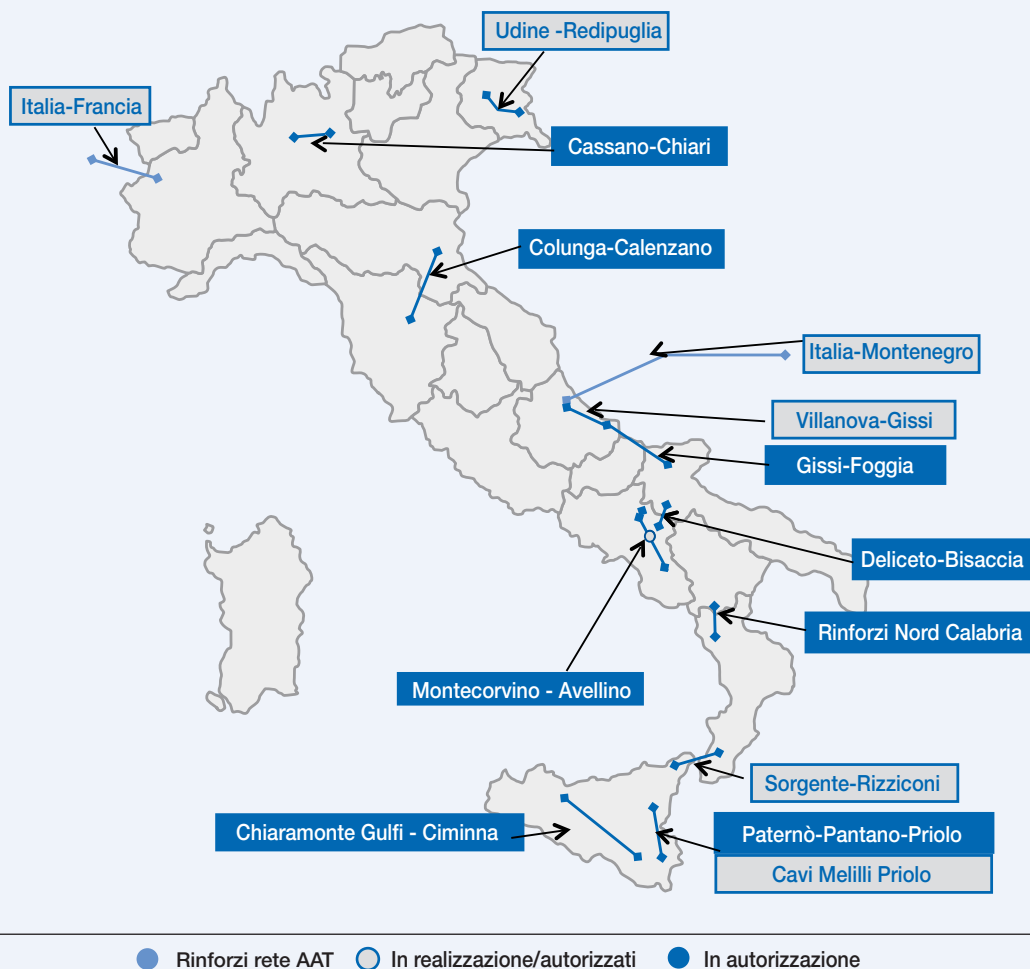 Udine -Redipuglia
Italia-Francia
Cassano-Chiari
Colunga-Calenzano
Italia-Montenegro
Villanova-Gissi
Gissi-Foggia
Deliceto-Bisaccia
Rinforzi Nord Calabria
Montecorvino - Avellino
Sorgente-Rizziconi
Chiaramonte Gulfi - Ciminna
Paternò-Pantano-Priolo
Cavi Melilli Priolo
Rinforzi rete AAT
In realizzazione/autorizzati
In autorizzazione